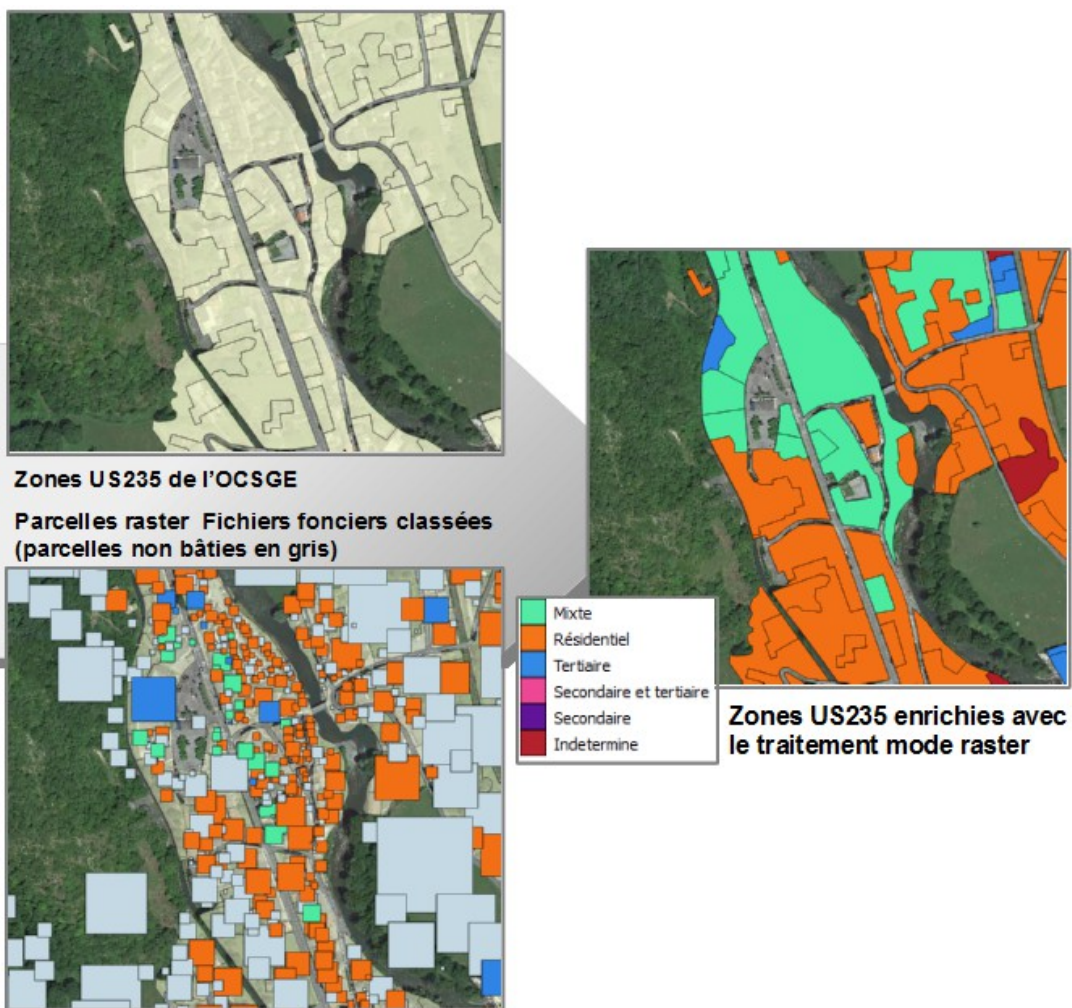 Zones US235 de l'OCSGE
Parcelles raster Fichiers fonciers classées
(parcelles non bâties en gris)
Mixte
Résidentiel
Tertiaire
Secondaire et tertiaire
Secondaire
Indetermine
Zones US235 enrichies avec
le traitement mode raster